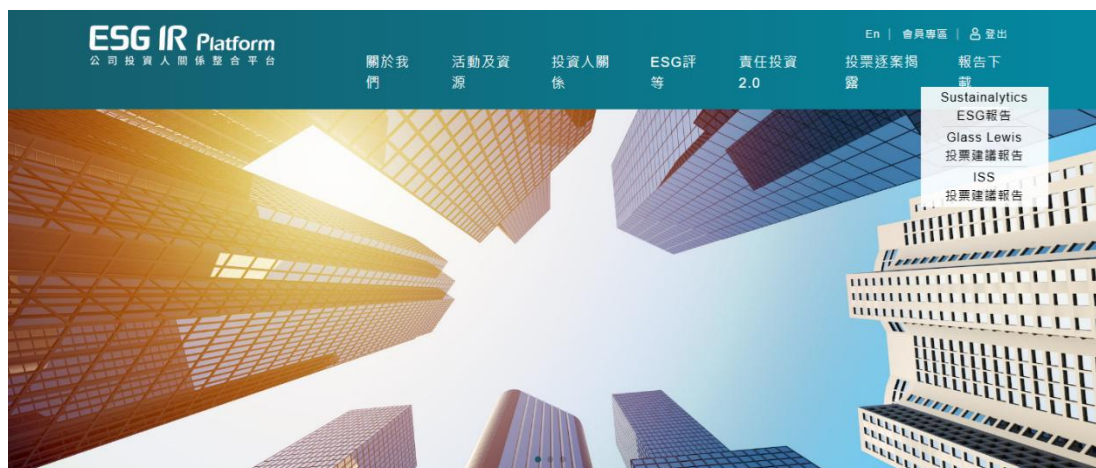 ESG IR Platform
公司投資人關係整合平台
En | 會員專區 | 登出
關於我們
活動及資源
投資人關係
ESG評等
責任投資2.0
投票逐案揭露
報告下載
Sustainalytics
ESG報告
Glass Lewis
投票建議報告
ISS
投票建議報告